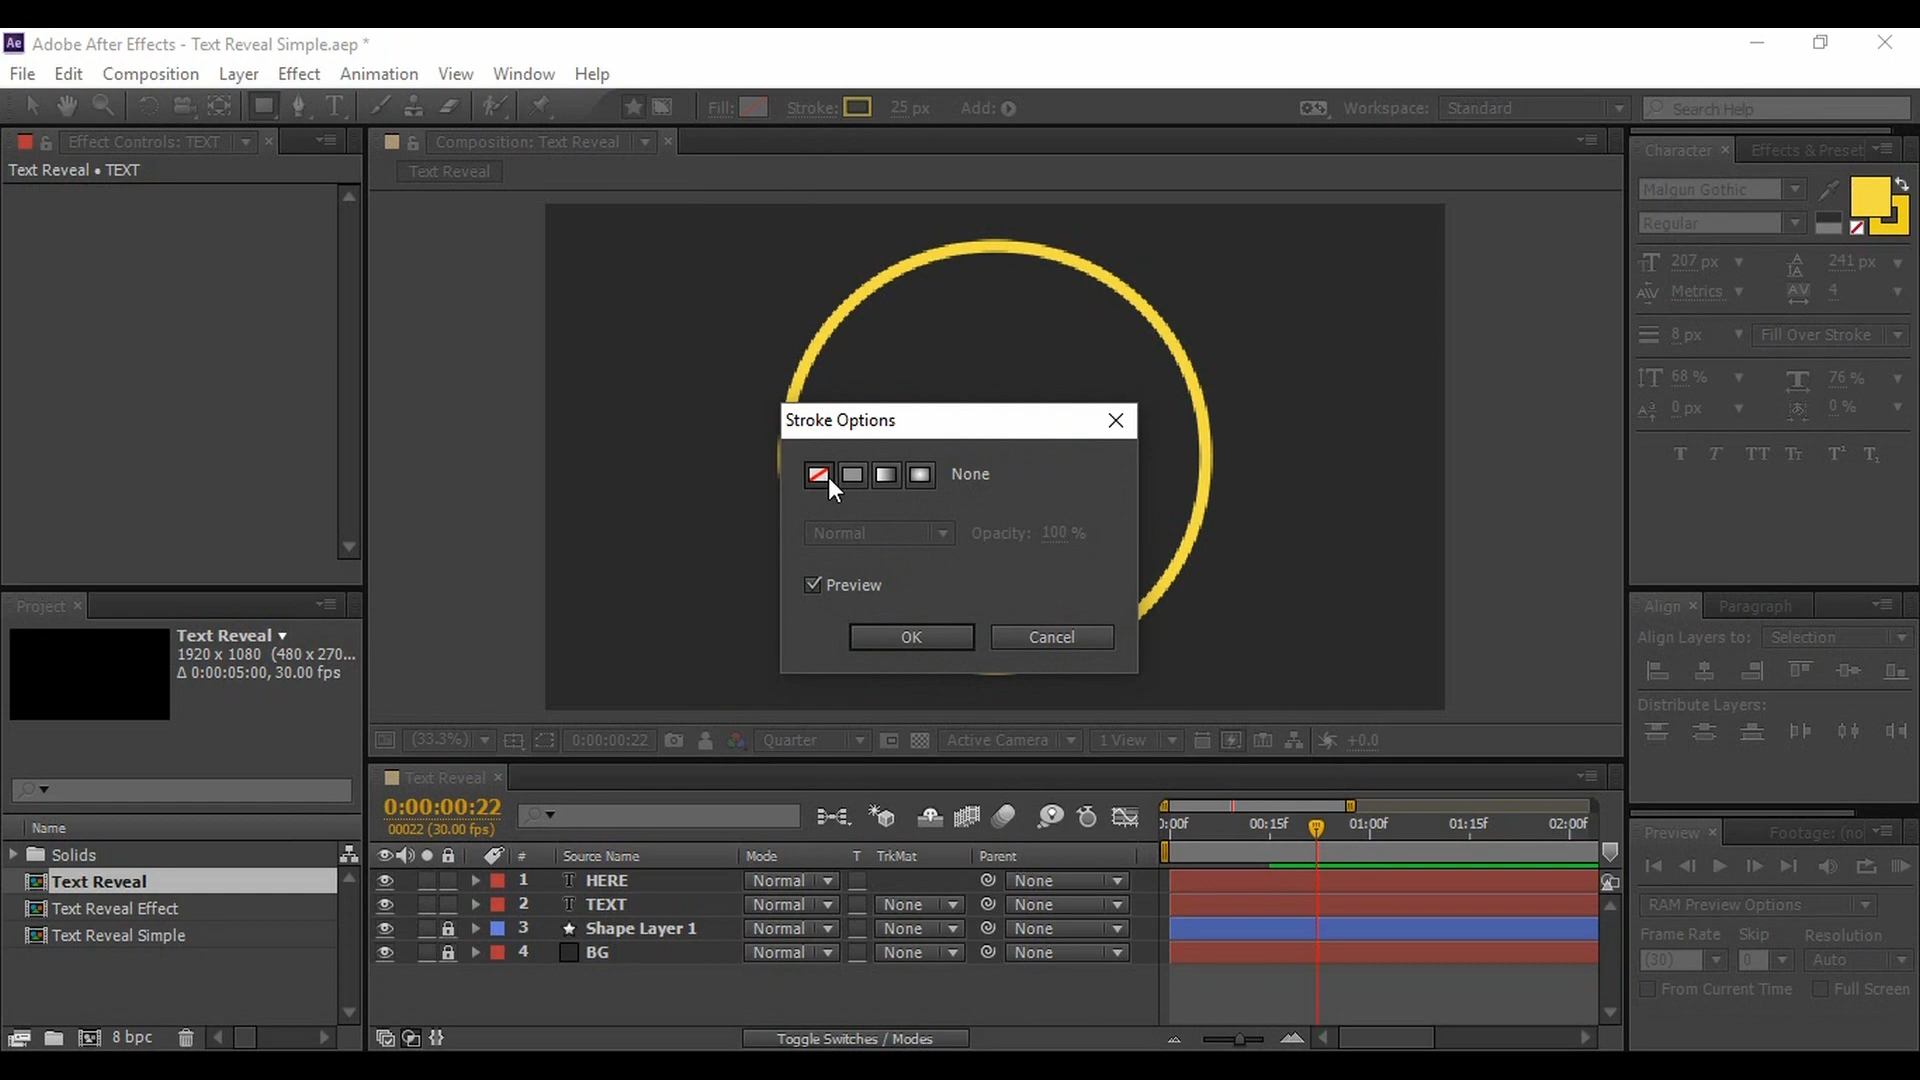 Ae Adobe After Effects - Text Reveal Simple.aep *
File Edit Composition Layer Effect Animation View Window Help
Fill: Stroke: 25 px Add: Workspace: Standard Search Help
Effect Controls: TEXT
Text Reveal • TEXT
Composition: Text Reveal
Text Reveal
Character Effects & Preset
Malgun Gothic
Regular
207 px 241 px
Metrics 4
8 px Fill Over Stroke
68 % 76 %
0 px 0 %
Stroke Options
None
Normal Opacity: 100 %
Preview
OK Cancel
Align Paragraph
Align Layers to: Selection
Distribute Layers:
Project
Text Reveal
1920 x 1080 (480 x 270...
Δ 0:00:05:00, 30.00 fps
Name
Solids
Text Reveal
Text Reveal Effect
Text Reveal Simple
8 bpc
(33.3%) 0:00:00:22 Quarter Active Camera 1 View +0.0
Text Reveal
0:00:00:22
00022 (30.00 fps)
):00f 00:15f 01:00f 01:15f 02:00f
# Source Name Mode T TrkMat Parent
1 T HERE Normal None
2 T TEXT Normal None None
3 Shape Layer 1 Normal None None
4 BG Normal None None
Toggle Switches / Modes
Preview Footage: (no
RAM Preview Options
Frame Rate Skip Resolution
(30) 0 Auto
From Current Time Full Screen